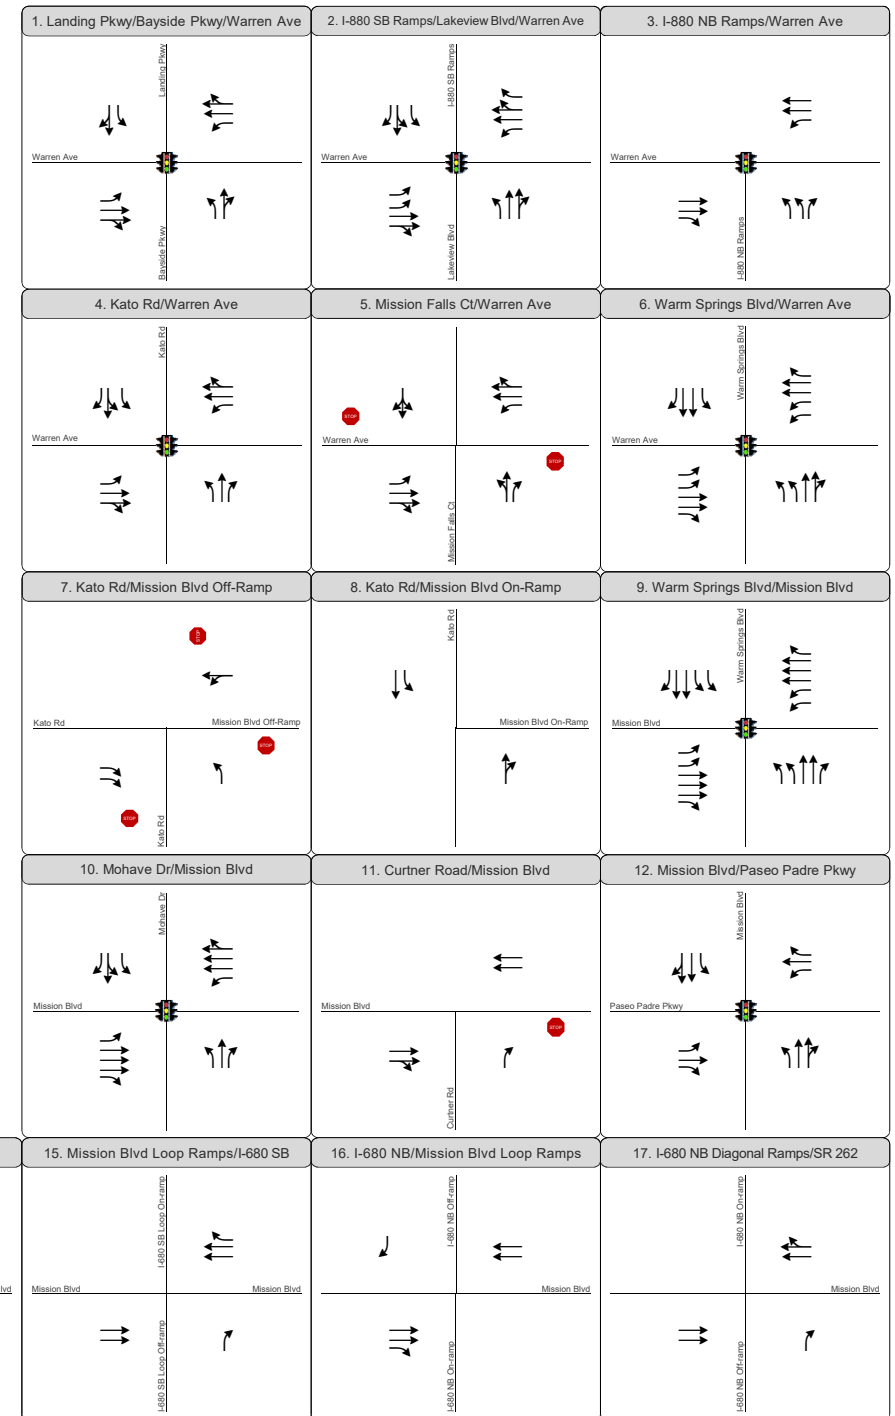 1. Landing Pkwy/Bayside Pkwy/Warren Ave
Landing Pkwy
Warren Ave
Bayside Pkwy
2. I-880 SB Ramps/Lakeview Blvd/Warren Ave
I-880 SB Ramps
Warren Ave
Lakeview Blvd
3. I-880 NB Ramps/Warren Ave
Warren Ave
I-880 NB Ramps
4. Kato Rd/Warren Ave
Kato Rd
Warren Ave
5. Mission Falls Ct/Warren Ave
STOP
Warren Ave
STOP
Mission Falls Ct
6. Warm Springs Blvd/Warren Ave
Warm Springs Blvd
Warren Ave
7. Kato Rd/Mission Blvd Off-Ramp
STOP
Kato Rd
Mission Blvd Off-Ramp
STOP
STOP
Kato Rd
8. Kato Rd/Mission Blvd On-Ramp
Kato Rd
Mission Blvd On-Ramp
9. Warm Springs Blvd/Mission Blvd
Warm Springs Blvd
Mission Blvd
10. Mohave Dr/Mission Blvd
Mohave Dr
Mission Blvd
11. Curtner Road/Mission Blvd
Mission Blvd
STOP
Curtner Rd
12. Mission Blvd/Paseo Padre Pkwy
Mission Blvd
Paseo Padre Pkwy
lvd
15. Mission Blvd Loop Ramps/I-680 SB
I-680 SB Loop On-ramp
Mission Blvd
Mission Blvd
I-680 SB Loop Off-ramp
16. I-680 NB/Mission Blvd Loop Ramps
I-680 NB Off-ramp
Mission Blvd
I-680 NB On-ramp
17. I-680 NB Diagonal Ramps/SR 262
I-680 NB On-ramp
Mission Blvd
I-680 NB Off-ramp